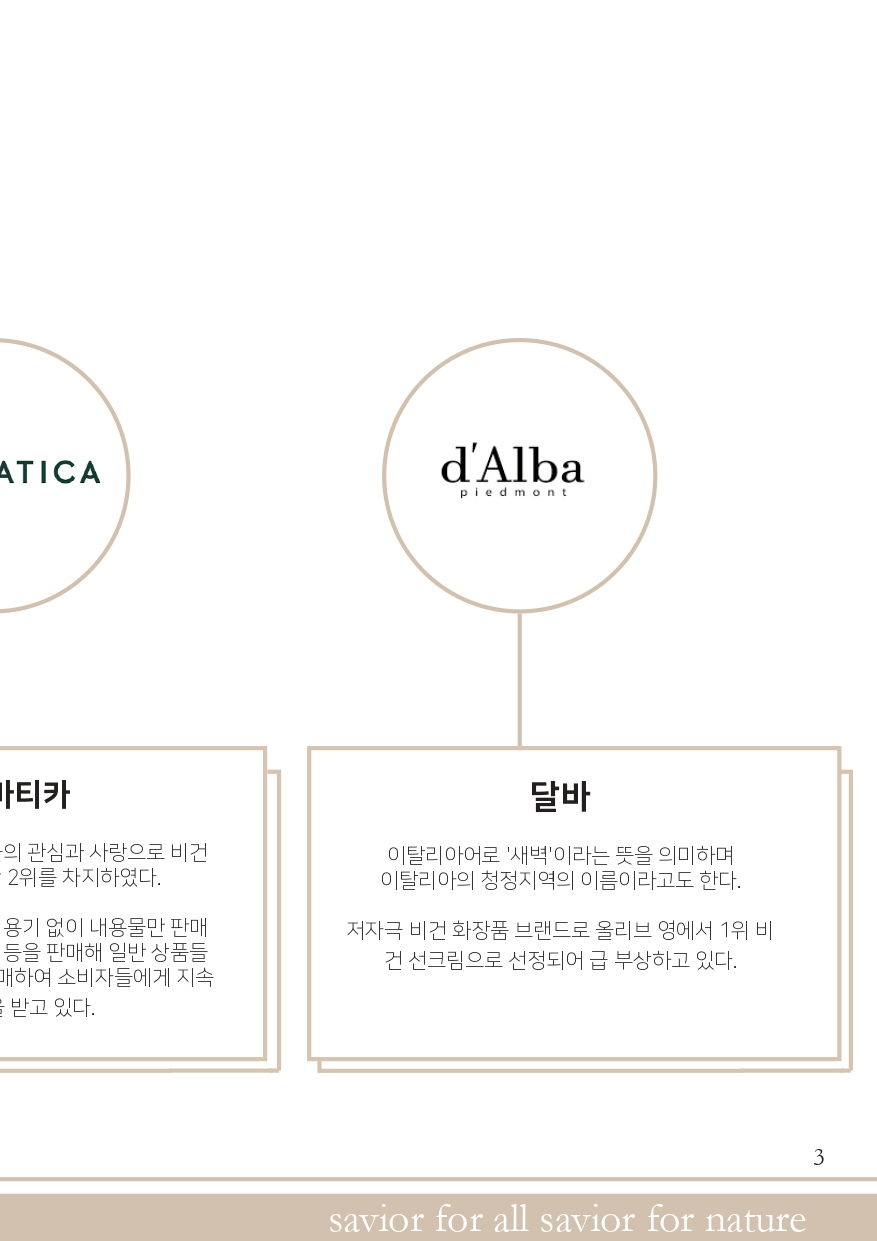 ATICA
d'Alba
piedmont
마티카
의 관심과 사랑으로 비건
2위를 차지하였다.
용기 없이 내용물만 판매
등을 판매해 일반 상품들
매하여 소비자들에게 지속
받고 있다.
달바
이탈리아어로 '새벽'이라는 뜻을 의미하며
이탈리아의 청정지역의 이름이라고도 한다.
저자극 비건 화장품 브랜드로 올리브 영에서 1위 비
건 선크림으로 선정되어 급 부상하고 있다.
3
savior for all savior for nature